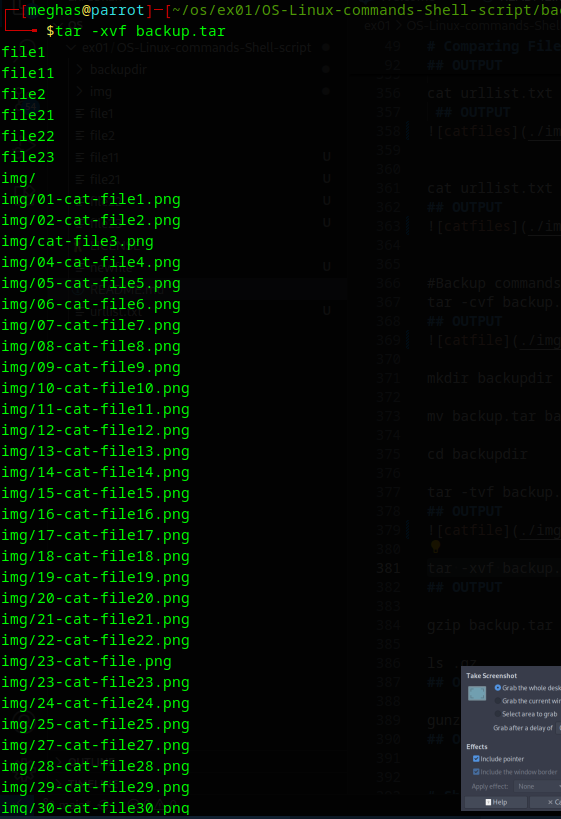 [meghas@parrot]─[~/os/ex01/OS-Linux-commands-Shell-script/ba
$tar -xvf backup.tar
file1
file11
file2
file21
file22
file23
img/
img/01-cat-file1.png
img/02-cat-file2.png
img/cat-file3.png
img/04-cat-file4.png
img/05-cat-file5.png
img/06-cat-file6.png
img/07-cat-file7.png
img/08-cat-file8.png
img/09-cat-file9.png
img/10-cat-file10.png
img/11-cat-file11.png
img/12-cat-file12.png
img/13-cat-file13.png
img/14-cat-file14.png
img/15-cat-file15.png
img/16-cat-file16.png
img/17-cat-file17.png
img/18-cat-file18.png
img/19-cat-file19.png
img/20-cat-file20.png
img/21-cat-file21.png
img/22-cat-file22.png
img/23-cat-file.png
img/23-cat-file23.png
img/24-cat-file24.png
img/25-cat-file25.png
img/27-cat-file27.png
img/28-cat-file28.png
img/29-cat-file29.png
img/30-cat-file30.png
ex01/OS-Linux-commands-Shell-script
backupdir
img
file1
file2
file11 U
file21 U
49 # Comparing File
92 ## OUTPUT
356 cat urllist.txt
357 ## OUTPUT
358 ![catfiles](./im
359
360
361 cat urllist.txt
362 ## OUTPUT
363 ![catfiles](./im
364
365
366 #Backup commands
367 tar -cvf backup.
368 ## OUTPUT
369 ![catfile](./img
370
371 mkdir backupdir
372
373 mv backup.tar ba
374
375 cd backupdir
376
377 tar -tvf backup.
378 ## OUTPUT
379 ![catfile](./img
380
381 tar -xvf backup.
382 ## OUTPUT
383
384 gzip backup.tar
385
386
387
388
389 gunz
390
391
392
Take Screenshot
Grab the whole desk
Grab the current win
Select area to grab
Grab after a delay of
Effects
Include pointer
Include the window border
Apply effect: None
Help